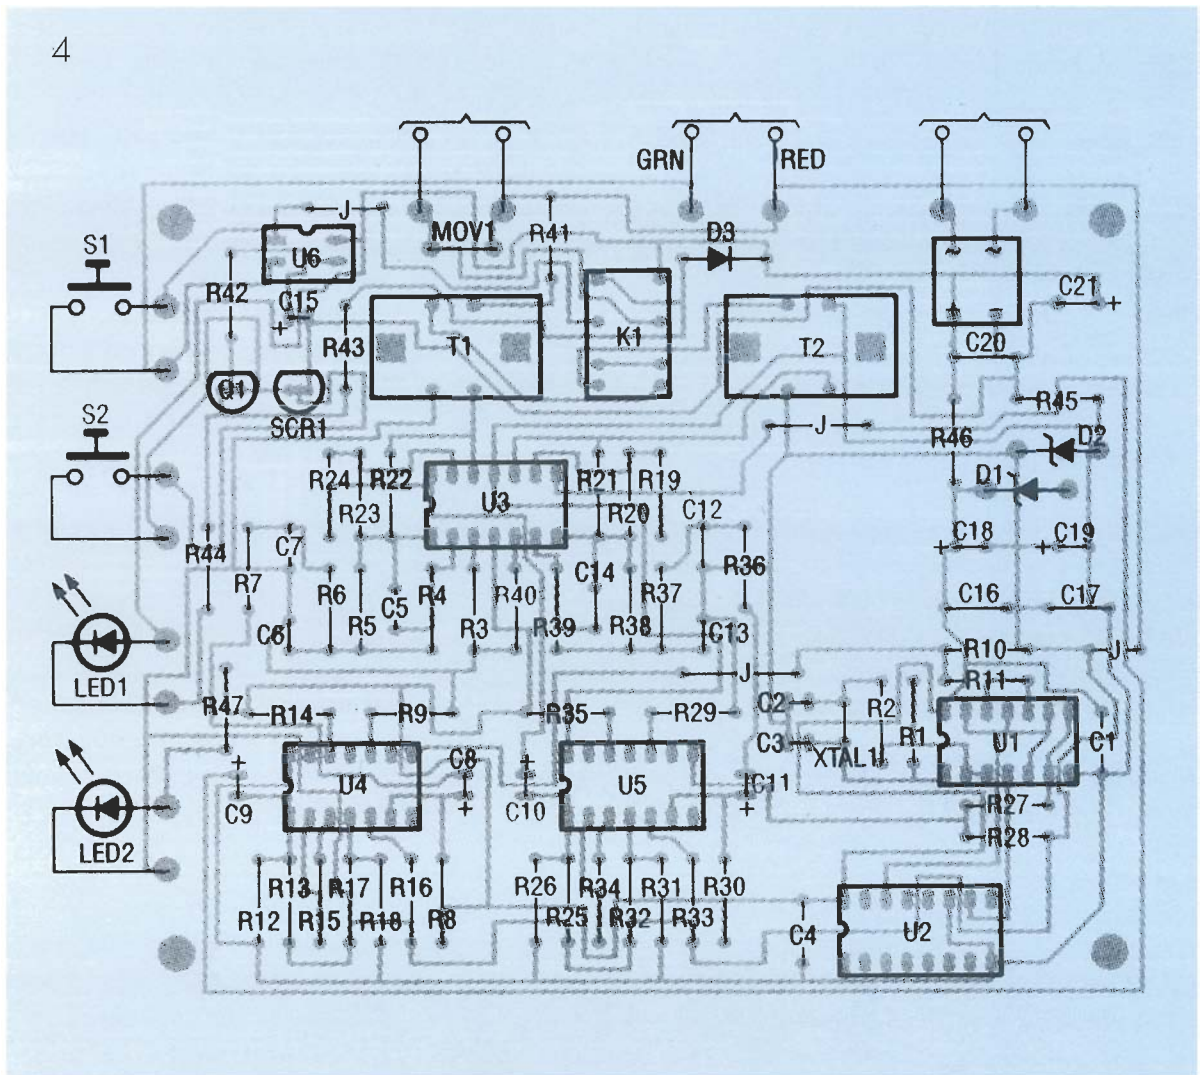 4
GRN RED
S1 U6 J MOV1 R41 D3
R42 C15 + R43 T1 K1 T2 C20 C21 +
Q1 SCR1
S2 J R46 R45 D2
R24 R22 U3 R21 R19 D1
R23 R20 C12
R44 C7 R7 C14 R36 + C18 + C19
R6 C5 R4 R40 R37 C16 C17
C6 R5 R3 R39 R38 C13
LED1 J R10 J
R47 R14 R9 R35 R29 C2 R2 R11
C3 XTAL1 R1 U1 C1
+ U4 C8 + + U5 C11 +
C9 C10 R27
LED2 R28
R13 R17 R16 R26 R34 R31 R30
R12 R15 R18 R8 R25 R32 R33 C4 U2